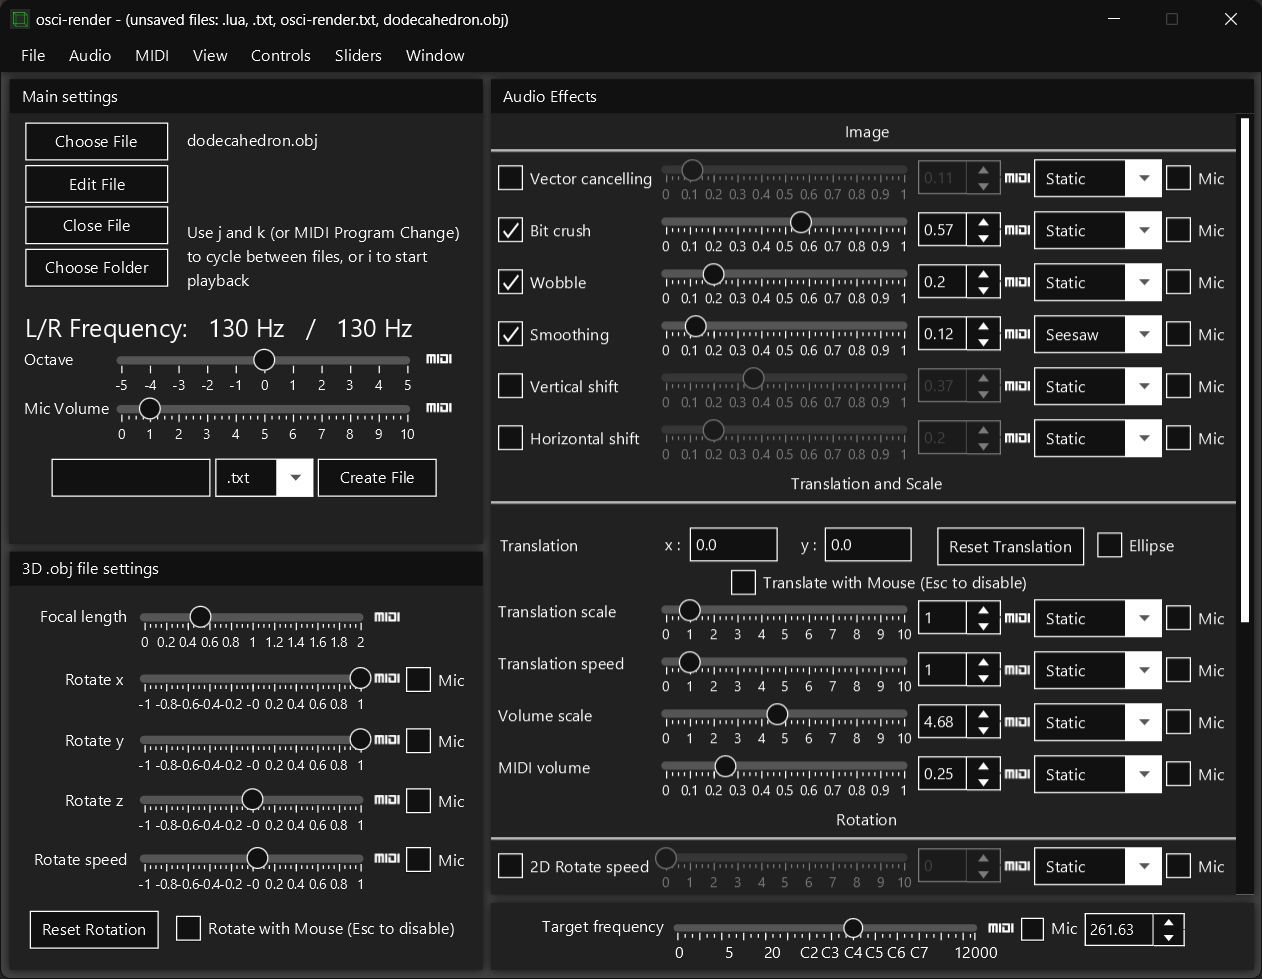 osci-render - (unsaved files: .lua, .txt, osci-render.txt, dodecahedron.obj)
File Audio MIDI View Controls Sliders Window
Main settings
Choose File dodecahedron.obj
Edit File
Close File
Choose Folder
Use j and k (or MIDI Program Change)
to cycle between files, or i to start
playback
L/R Frequency: 130 Hz / 130 Hz
Octave MIDI
-5 -4 -3 -2 -1 0 1 2 3 4 5
Mic Volume MIDI
0 1 2 3 4 5 6 7 8 9 10
.txt Create File
3D .obj file settings
Focal length MIDI
0 0.2 0.4 0.6 0.8 1 1.2 1.4 1.6 1.8 2
Rotate x MIDI Mic
-1 -0.8 -0.6 -0.4 -0.2 -0 0.2 0.4 0.6 0.8 1
Rotate y MIDI Mic
-1 -0.8 -0.6 -0.4 -0.2 -0 0.2 0.4 0.6 0.8 1
Rotate z MIDI Mic
-1 -0.8 -0.6 -0.4 -0.2 -0 0.2 0.4 0.6 0.8 1
Rotate speed MIDI Mic
-1 -0.8 -0.6 -0.4 -0.2 -0 0.2 0.4 0.6 0.8 1
Reset Rotation Rotate with Mouse (Esc to disable)
Audio Effects
Image
Vector cancelling 0.11 MIDI Static Mic
0 0.1 0.2 0.3 0.4 0.5 0.6 0.7 0.8 0.9 1
Bit crush 0.57 MIDI Static Mic
0 0.1 0.2 0.3 0.4 0.5 0.6 0.7 0.8 0.9 1
Wobble 0.2 MIDI Static Mic
0 0.1 0.2 0.3 0.4 0.5 0.6 0.7 0.8 0.9 1
Smoothing 0.12 MIDI Seesaw Mic
0 0.1 0.2 0.3 0.4 0.5 0.6 0.7 0.8 0.9 1
Vertical shift 0.37 MIDI Static Mic
0 0.1 0.2 0.3 0.4 0.5 0.6 0.7 0.8 0.9 1
Horizontal shift 0.2 MIDI Static Mic
0 0.1 0.2 0.3 0.4 0.5 0.6 0.7 0.8 0.9 1
Translation and Scale
Translation x : 0.0 y : 0.0 Reset Translation Ellipse
Translate with Mouse (Esc to disable)
Translation scale 1 MIDI Static Mic
0 1 2 3 4 5 6 7 8 9 10
Translation speed 1 MIDI Static Mic
0 1 2 3 4 5 6 7 8 9 10
Volume scale 4.68 MIDI Static Mic
0 1 2 3 4 5 6 7 8 9 10
MIDI volume 0.25 MIDI Static Mic
0 0.1 0.2 0.3 0.4 0.5 0.6 0.7 0.8 0.9 1
Rotation
2D Rotate speed 0 MIDI Static Mic
0 1 2 3 4 5 6 7 8 9 10
Target frequency MIDI Mic 261.63
0 5 20 C2 C3 C4 C5 C6 C7 12000